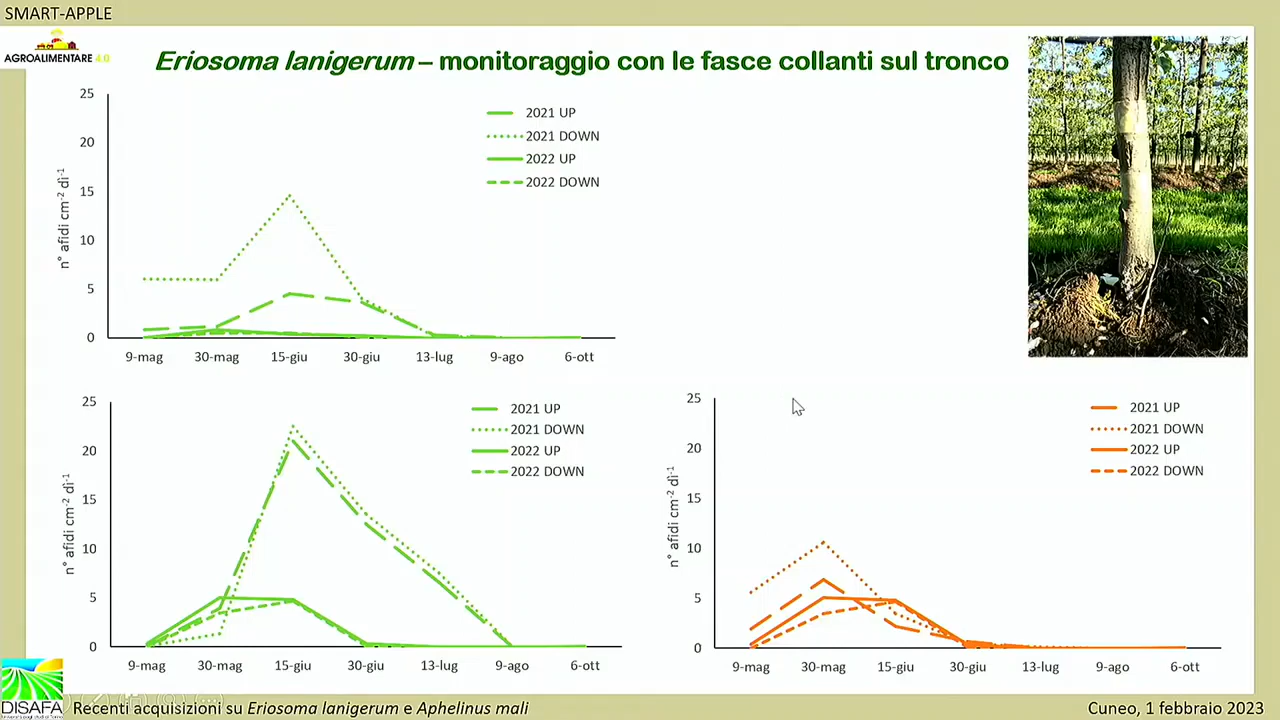 SMART-APPLE
AGROALIMENTARE 4.0
Eriosoma lanigerum – monitoraggio con le fasce collanti sul tronco
25
20
15
10
5
0
n° afidi cm-2 dì-1
9-mag 30-mag 15-giu 30-giu 13-lug 9-ago 6-ott
2021 UP
2021 DOWN
2022 UP
2022 DOWN
25
20
15
10
5
0
n° afidi cm-2 dì-1
9-mag 30-mag 15-giu 30-giu 13-lug 9-ago 6-ott
2021 UP
2021 DOWN
2022 UP
2022 DOWN
25
20
15
10
5
0
n° afidi cm-2 dì-1
9-mag 30-mag 15-giu 30-giu 13-lug 9-ago 6-ott
2021 UP
2021 DOWN
2022 UP
2022 DOWN
DISAFA
Recenti acquisizioni su Eriosoma lanigerum e Aphelinus mali
Cuneo, 1 febbraio 2023